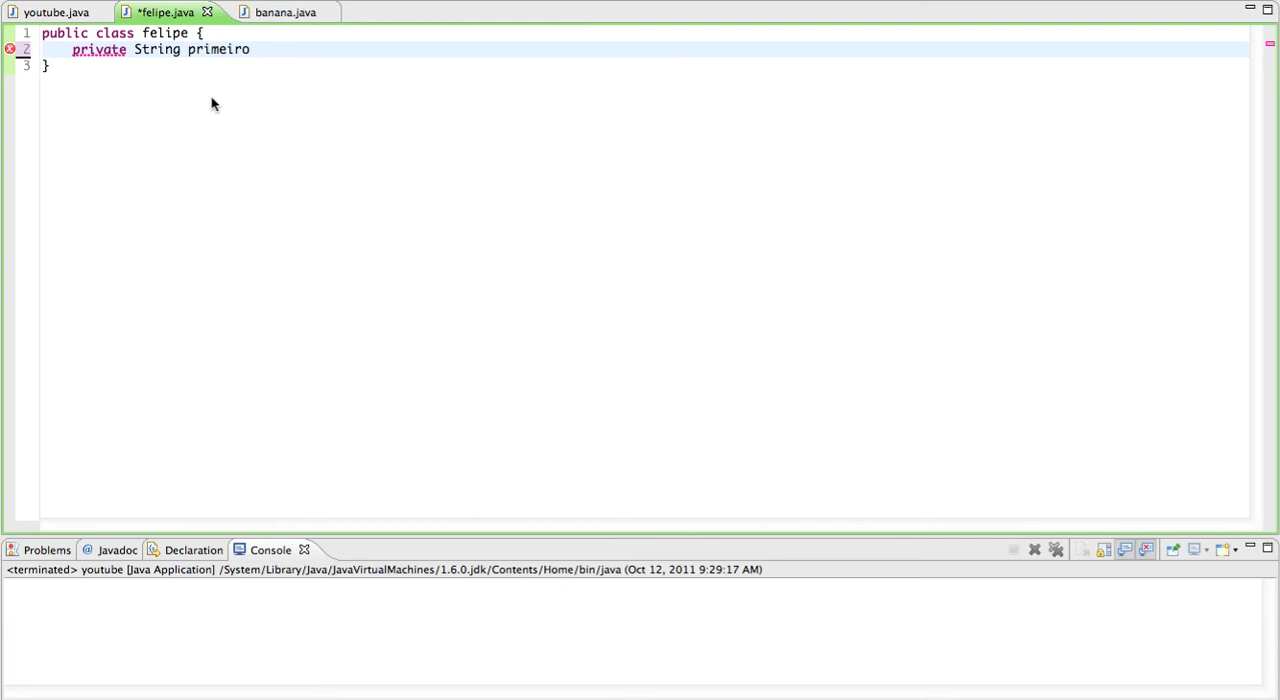 youtube.java *felipe.java banana.java
1 public class felipe {
2 private String primeiro
3 }
Problems @ Javadoc Declaration Console
<terminated> youtube [Java Application] /System/Library/Java/JavaVirtualMachines/1.6.0.jdk/Contents/Home/bin/java (Oct 12, 2011 9:29:17 AM)